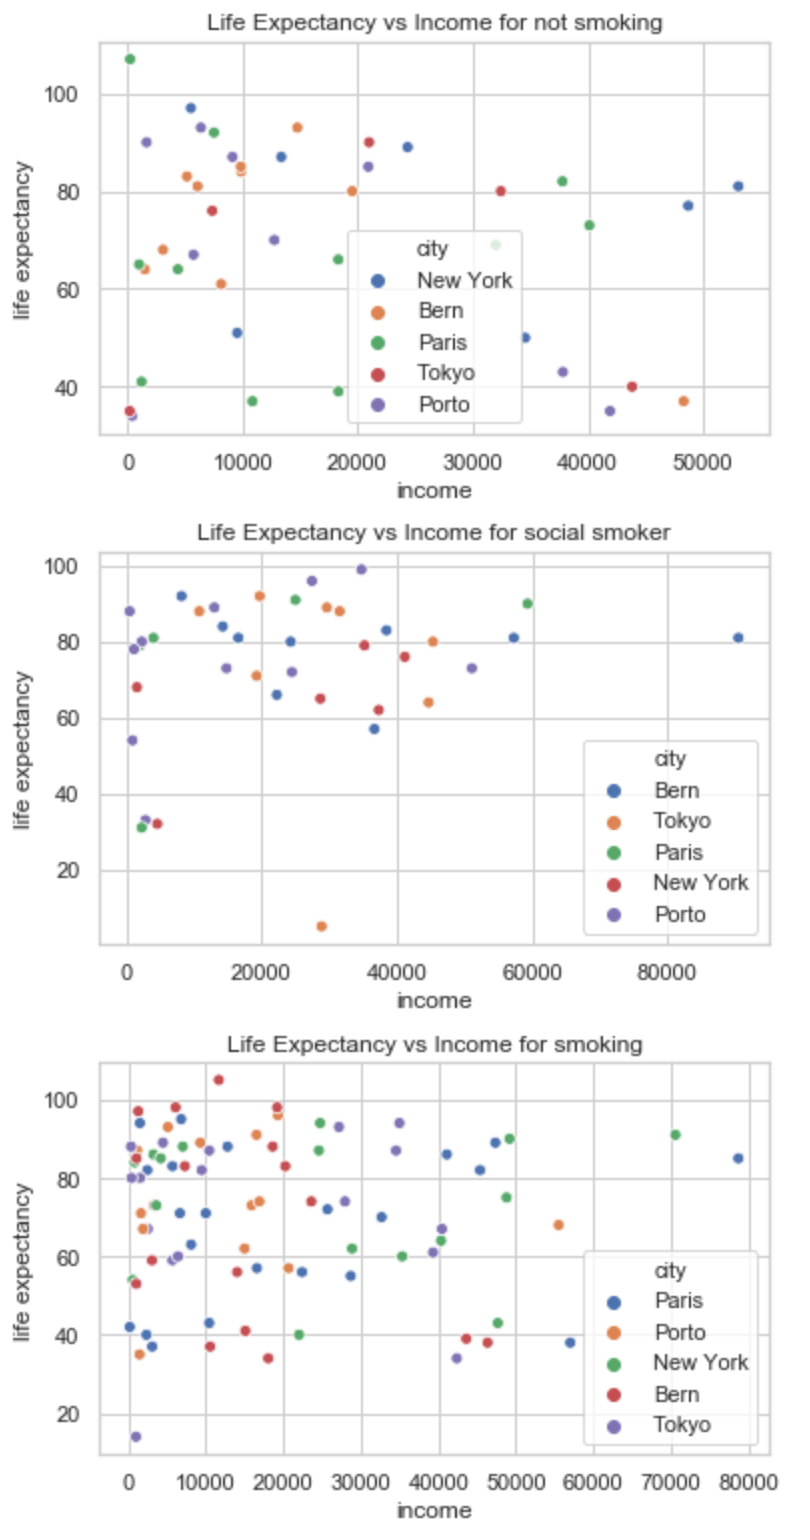 Life Expectancy vs Income for not smoking
100
80
60
40
life expectancy
city
New York
Bern
Paris
Tokyo
Porto
0 10000 20000 30000 40000 50000
income
Life Expectancy vs Income for social smoker
100
80
60
40
20
life expectancy
city
Bern
Tokyo
Paris
New York
Porto
0 20000 40000 60000 80000
income
Life Expectancy vs Income for smoking
100
80
60
40
20
life expectancy
city
Paris
Porto
New York
Bern
Tokyo
0 10000 20000 30000 40000 50000 60000 70000 80000
income